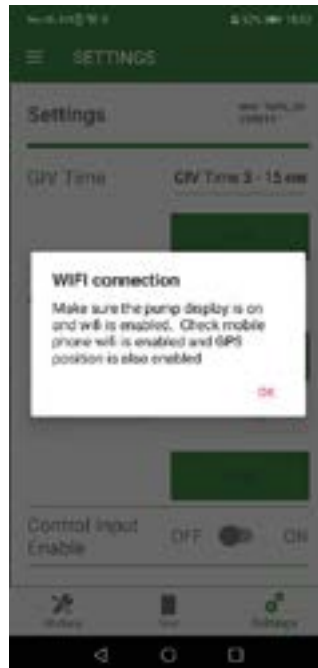 SETTINGS
Settings
GIV Time
GIV Time 3 - 15 sec
WIFI connection
Make sure the pump display is on
and wifi is enabled. Check mobile
phone wifi is enabled and GPS
position is also enabled
OK
Control Input
Enable
OFF
ON
Settings